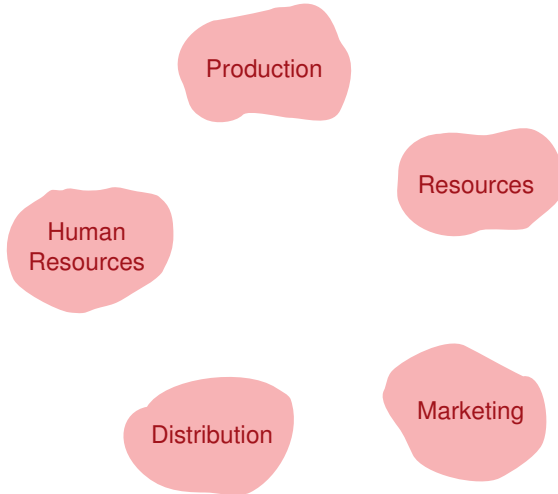 Production
Resources
Human
Resources
Marketing
Distribution